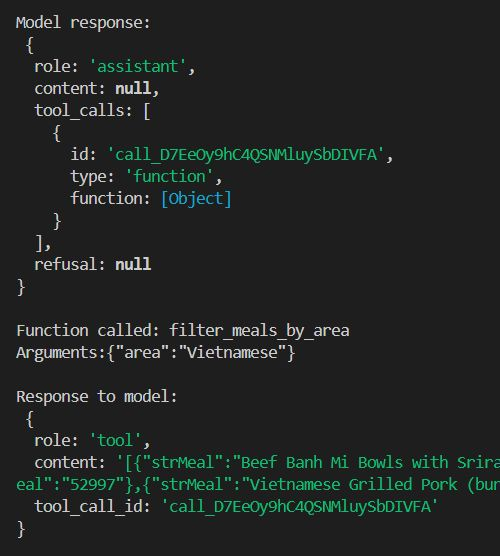 Model response:
{
role: 'assistant',
content: null,
tool_calls: [
{
id: 'call_D7EeOy9hC4QSNMluySbDIVFA',
type: 'function',
function: [Object]
}
],
refusal: null
}
Function called: filter_meals_by_area
Arguments:{"area":"Vietnamese"}
Response to model:
{
role: 'tool',
content: '[{"strMeal":"Beef Banh Mi Bowls with Srira
eal":"52997"},{"strMeal":"Vietnamese Grilled Pork (bun
tool_call_id: 'call_D7EeOy9hC4QSNMluySbDIVFA'
}